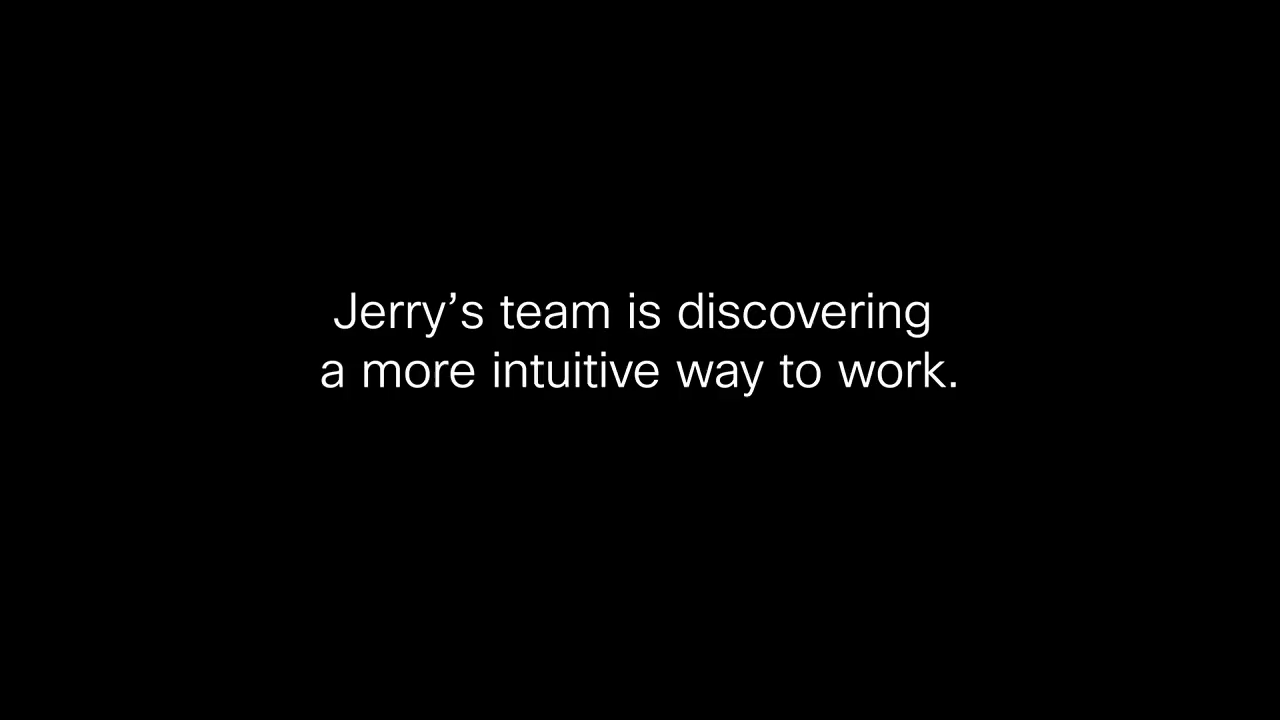 Jerry’s team is discovering
a more intuitive way to work.